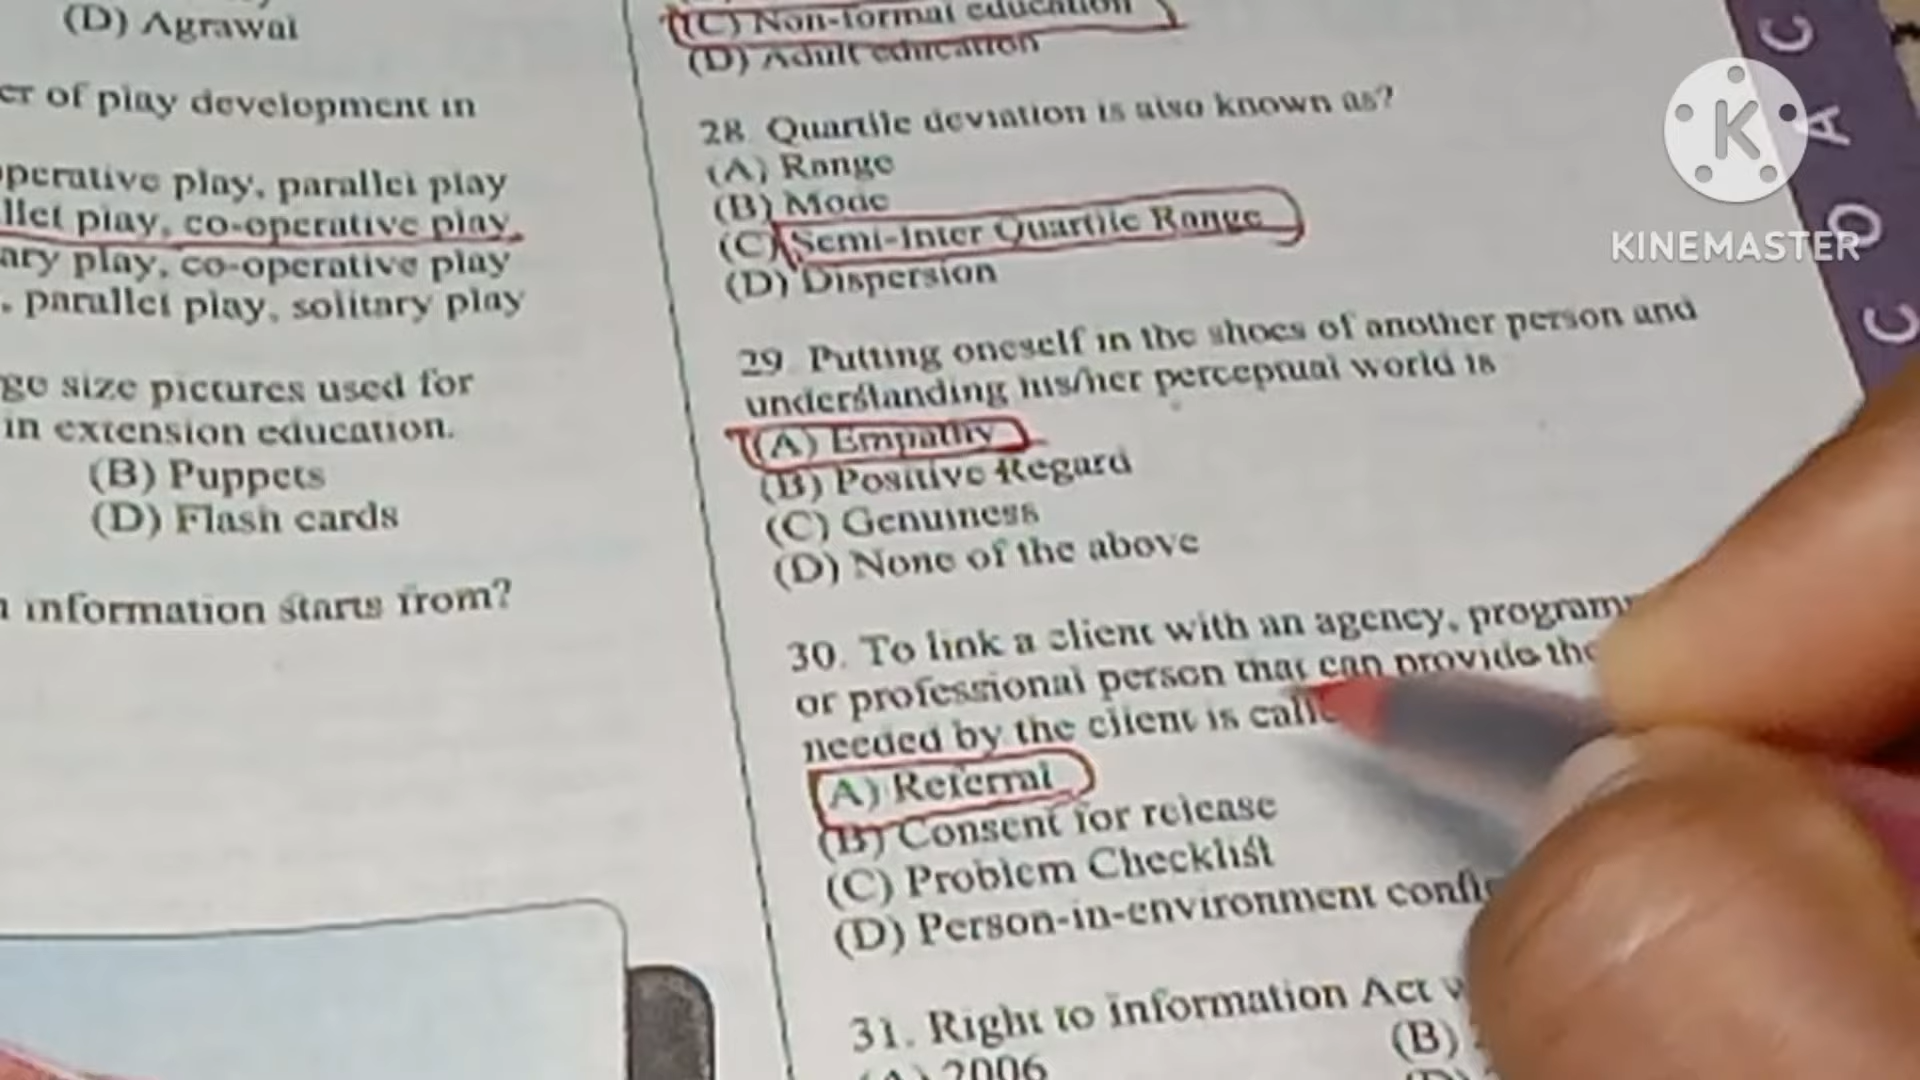 (D) Agrawal
er of play development in
perative play, parallel play
llel play, co-operative play
ary play, co-operative play
, parallel play, solitary play
ge size pictures used for
in extension education.
(B) Puppets
(D) Flash cards
information starts from?
(C) Non-formal education
(D) Adult education
28. Quartile deviation is also known as?
(A) Range
(B) Mode
(C) Semi-Inter Quartile Range
(D) Dispersion
29. Putting oneself in the shoes of another person and
understanding his/her perceptual world is
(A) Empathy
(B) Positive Regard
(C) Genuineness
(D) None of the above
30. To link a client with an agency, program
or professional person that can provide the
needed by the client is call
A) Referral
(B) Consent for release
(C) Problem Checklist
(D) Person-in-environment
31. Right to information Act
(A) 2006
(B)
(D)
KINEMASTER
K
C O A C